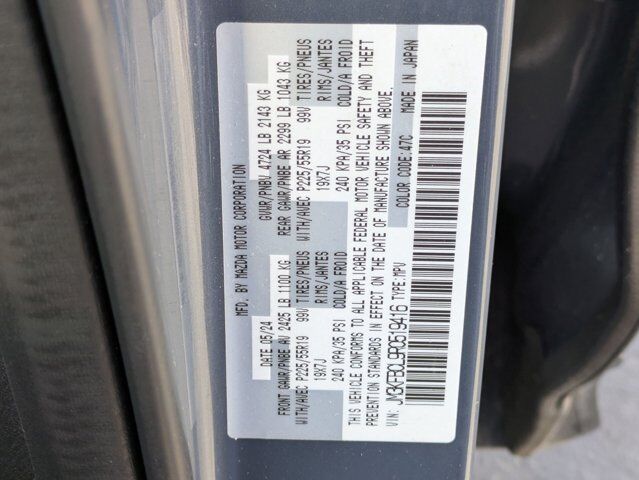 MFD. BY MAZDA MOTOR CORPORATION
DATE 05/24 GVWR/PNBV 4724 LB 2143 KG
FRONT GAWR/PNBE AV 2425 LB 1100 KG REAR GAWR/PNBE AR 2299 LB 1043 KG
WITH/AVEC P225/55R19 99V TIRES/PNEUS WITH/AVEC P225/55R19 99V TIRES/PNEUS
19X7J RIMS/JANTES 19X7J RIMS/JANTES
240 KPA/35 PSI COLD/A FROID 240 KPA/35 PSI COLD/A FROID
THIS VEHICLE CONFORMS TO ALL APPLICABLE FEDERAL MOTOR VEHICLE SAFETY AND THEFT
PREVENTION STANDARDS IN EFFECT ON THE DATE OF MANUFACTURE SHOWN ABOVE.
VIN: JM3KFBCL9R0519416 TYPE:MPV COLOR CODE:47C MADE IN JAPAN